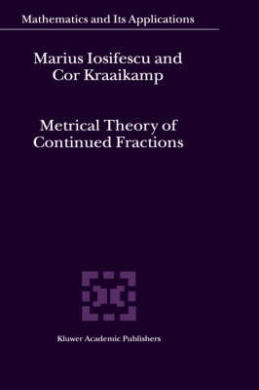 Mathematics and Its Applications
Marius Iosifescu and
Cor Kraaikamp
Metrical Theory of
Continued Fractions
Kluwer Academic Publishers